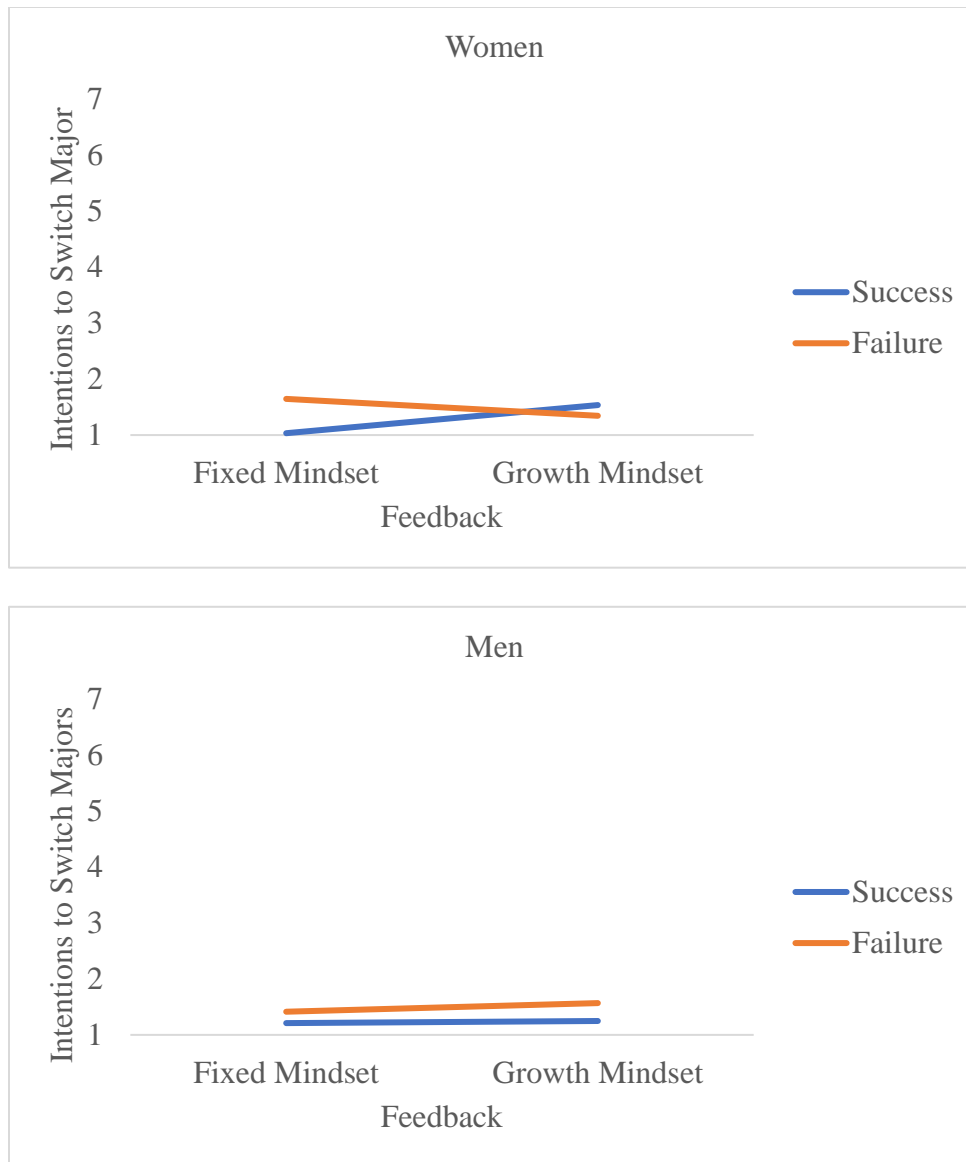 Women
Intentions to Switch Major
7
6
5
4
3
2
1
Fixed Mindset Growth Mindset
Feedback
Success
Failure
Men
Intentions to Switch Majors
7
6
5
4
3
2
1
Fixed Mindset Growth Mindset
Feedback
Success
Failure